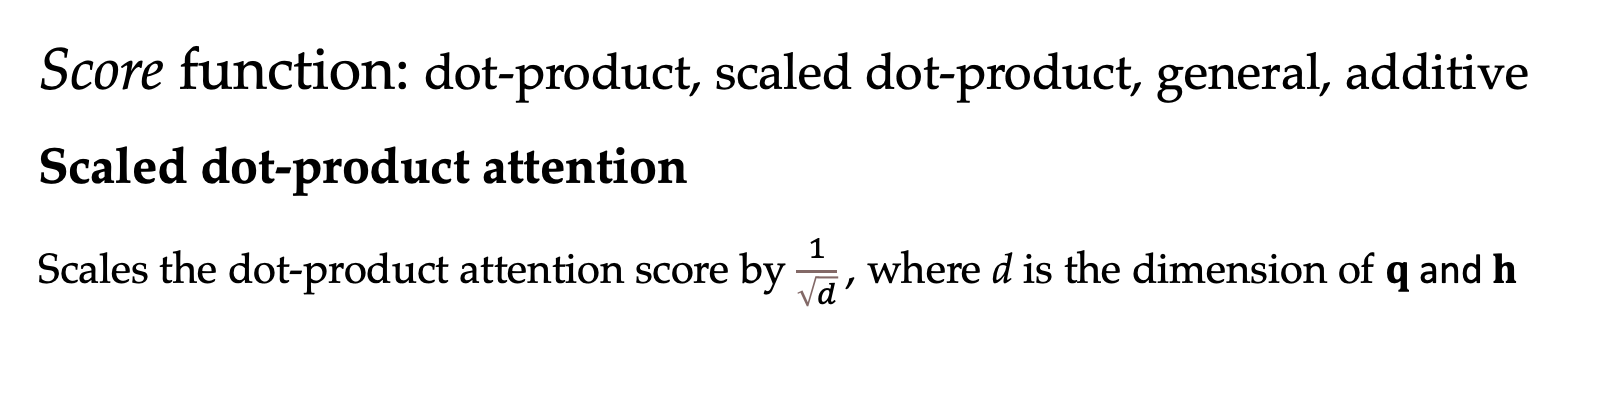 Score function: dot-product, scaled dot-product, general, additive
Scaled dot-product attention
Scales the dot-product attention score by 1/√d, where d is the dimension of q and h